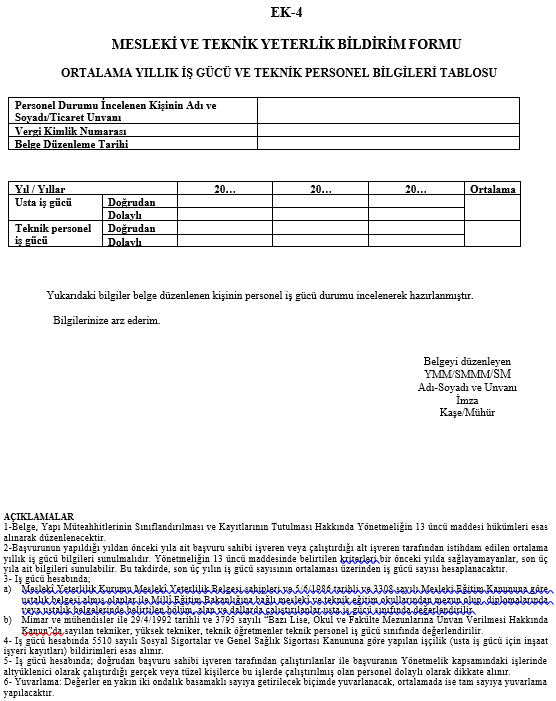 EK-4
MESLEKİ VE TEKNİK YETERLİK BİLDİRİM FORMU
ORTALAMA YILLIK İŞ GÜCÜ VE TEKNİK PERSONEL BİLGİLERİ TABLOSU
Personel Durumu İncelenen Kişinin Adı ve
Soyadı/Ticaret Unvanı
Vergi Kimlik Numarası
Belge Düzenleme Tarihi
Yıl / Yıllar 20… 20… 20… Ortalama
Usta iş gücü Doğrudan
Dolaylı
Teknik personel Doğrudan
iş gücü Dolaylı
Yukarıdaki bilgiler belge düzenlenen kişinin personel iş gücü durumu incelenerek hazırlanmıştır.
Bilgilerinize arz ederim.
Belgeyi düzenleyen
YMM/SMMM/SM
Adı-Soyadı ve Unvanı
İmza
Kaşe/Mühür
AÇIKLAMALAR
1-Belge, Yapı Müteahhitlerinin Sınıflandırılması ve Kayıtlarının Tutulması Hakkında Yönetmeliğin 13 üncü maddesi hükümleri esas
alınarak düzenlenecektir.
2-Başvurunun yapıldığı yıldan önceki yıla ait başvuru sahibi işveren veya çalıştırdığı alt işveren tarafından istihdam edilen ortalama
yıllık iş gücü bilgileri sunulmalıdır. Yönetmeliğin 13 üncü maddesinde belirtilen kriterleri bir önceki yılda sağlayamayanlar, son üç
yıla ait bilgileri sunulabilir. Bu takdirde, son üç yılın iş gücü sayısının ortalaması üzerinden iş gücü sayısı hesaplanacaktır.
3- İş gücü hesabında;
a) Meslekî Yeterlilik Kurumu Meslekî Yeterlilik Belgesi sahipleri ve 5/6/1986 tarihli ve 3308 sayılı Mesleki Eğitim Kanununa göre
ustalık belgesi almış olanlar ile Millî Eğitim Bakanlığına bağlı mesleki ve teknik eğitim okullarından mezun olup, diplomalarında
veya ustalık belgelerinde belirtilen bölüm, alan ve dallarda çalıştırılanlar usta iş gücü sınıfında değerlendirilir.
b) Mimar ve mühendisler ile 29/4/1992 tarihli ve 3795 sayılı "Bazı Lise, Okul ve Fakülte Mezunlarına Unvan Verilmesi Hakkında
Kanun"da sayılan tekniker, yüksek tekniker, teknik öğretmenler teknik personel iş gücü sınıfında değerlendirilir.
4- İş gücü hesabında 5510 sayılı Sosyal Sigortalar ve Genel Sağlık Sigortası Kanununa göre yapılan işçilik (usta iş gücü için inşaat
işyeri kayıtları) bildirimleri esas alınır.
5- İş gücü hesabında; doğrudan başvuru sahibi işveren tarafından çalıştırılanlar ile başvuranın Yönetmelik kapsamındaki işlerinde
altyüklenici olarak çalıştırdığı gerçek veya tüzel kişilerce bu işlerde çalıştırılmış olan personel dolaylı olarak dikkate alınır.
6- Yuvarlama: Değerler en yakın iki ondalık basamaklı sayıya getirilecek biçimde yuvarlanacak, ortalamada ise tam sayıya yuvarlama
yapılacaktır.